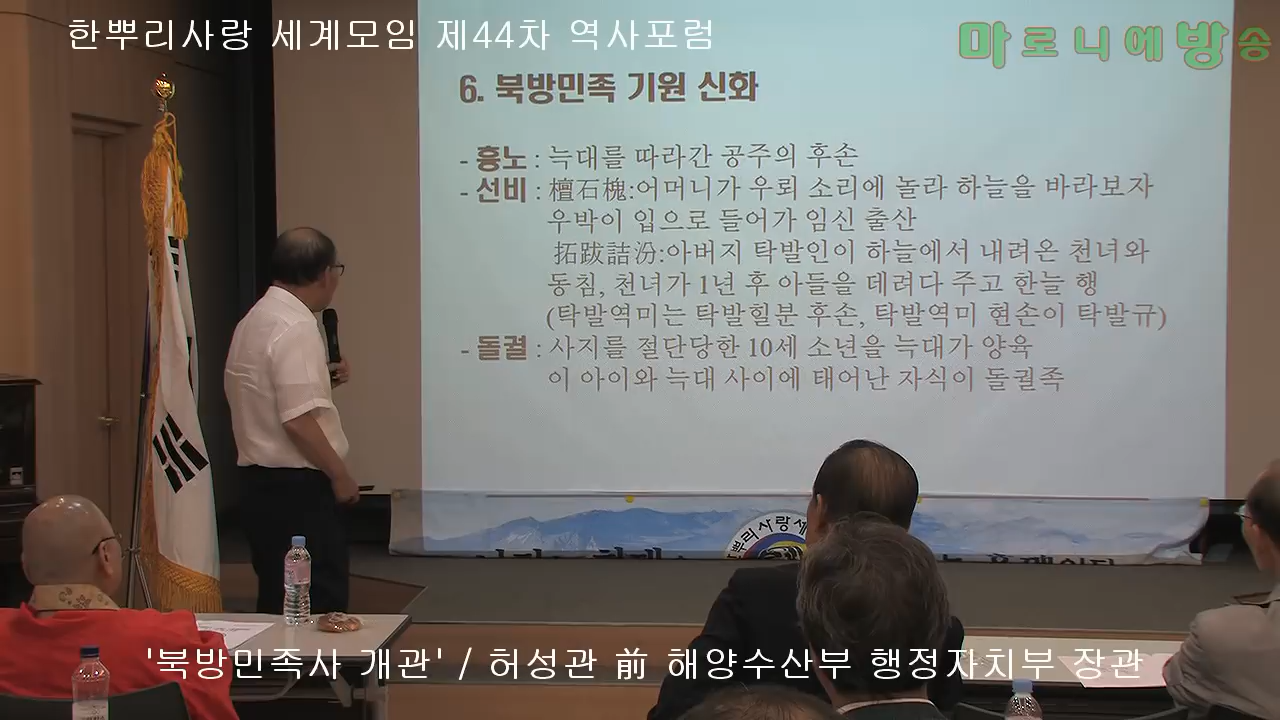 한뿌리사랑 세계모임 제44차 역사포럼
마로니에방송
6. 북방민족 기원 신화
- 흉노 : 늑대를 따라간 공주의 후손
- 선비 : 檀石槐:어머니가 우뢰 소리에 놀라 하늘을 바라보자
우박이 입으로 들어가 임신 출산
拓跋詰汾:아버지 탁발인이 하늘에서 내려온 천녀와
동침, 천녀가 1년 후 아들을 데려다 주고 한늘 행
(탁발역미는 탁발힐분 후손, 탁발역미 현손이 탁발규)
- 돌궐 : 사지를 절단당한 10세 소년을 늑대가 양육
이 아이와 늑대 사이에 태어난 자식이 돌궐족
뿌리사랑세
'북방민족사 개관' / 허성관 前 해양수산부 행정자치부 장관